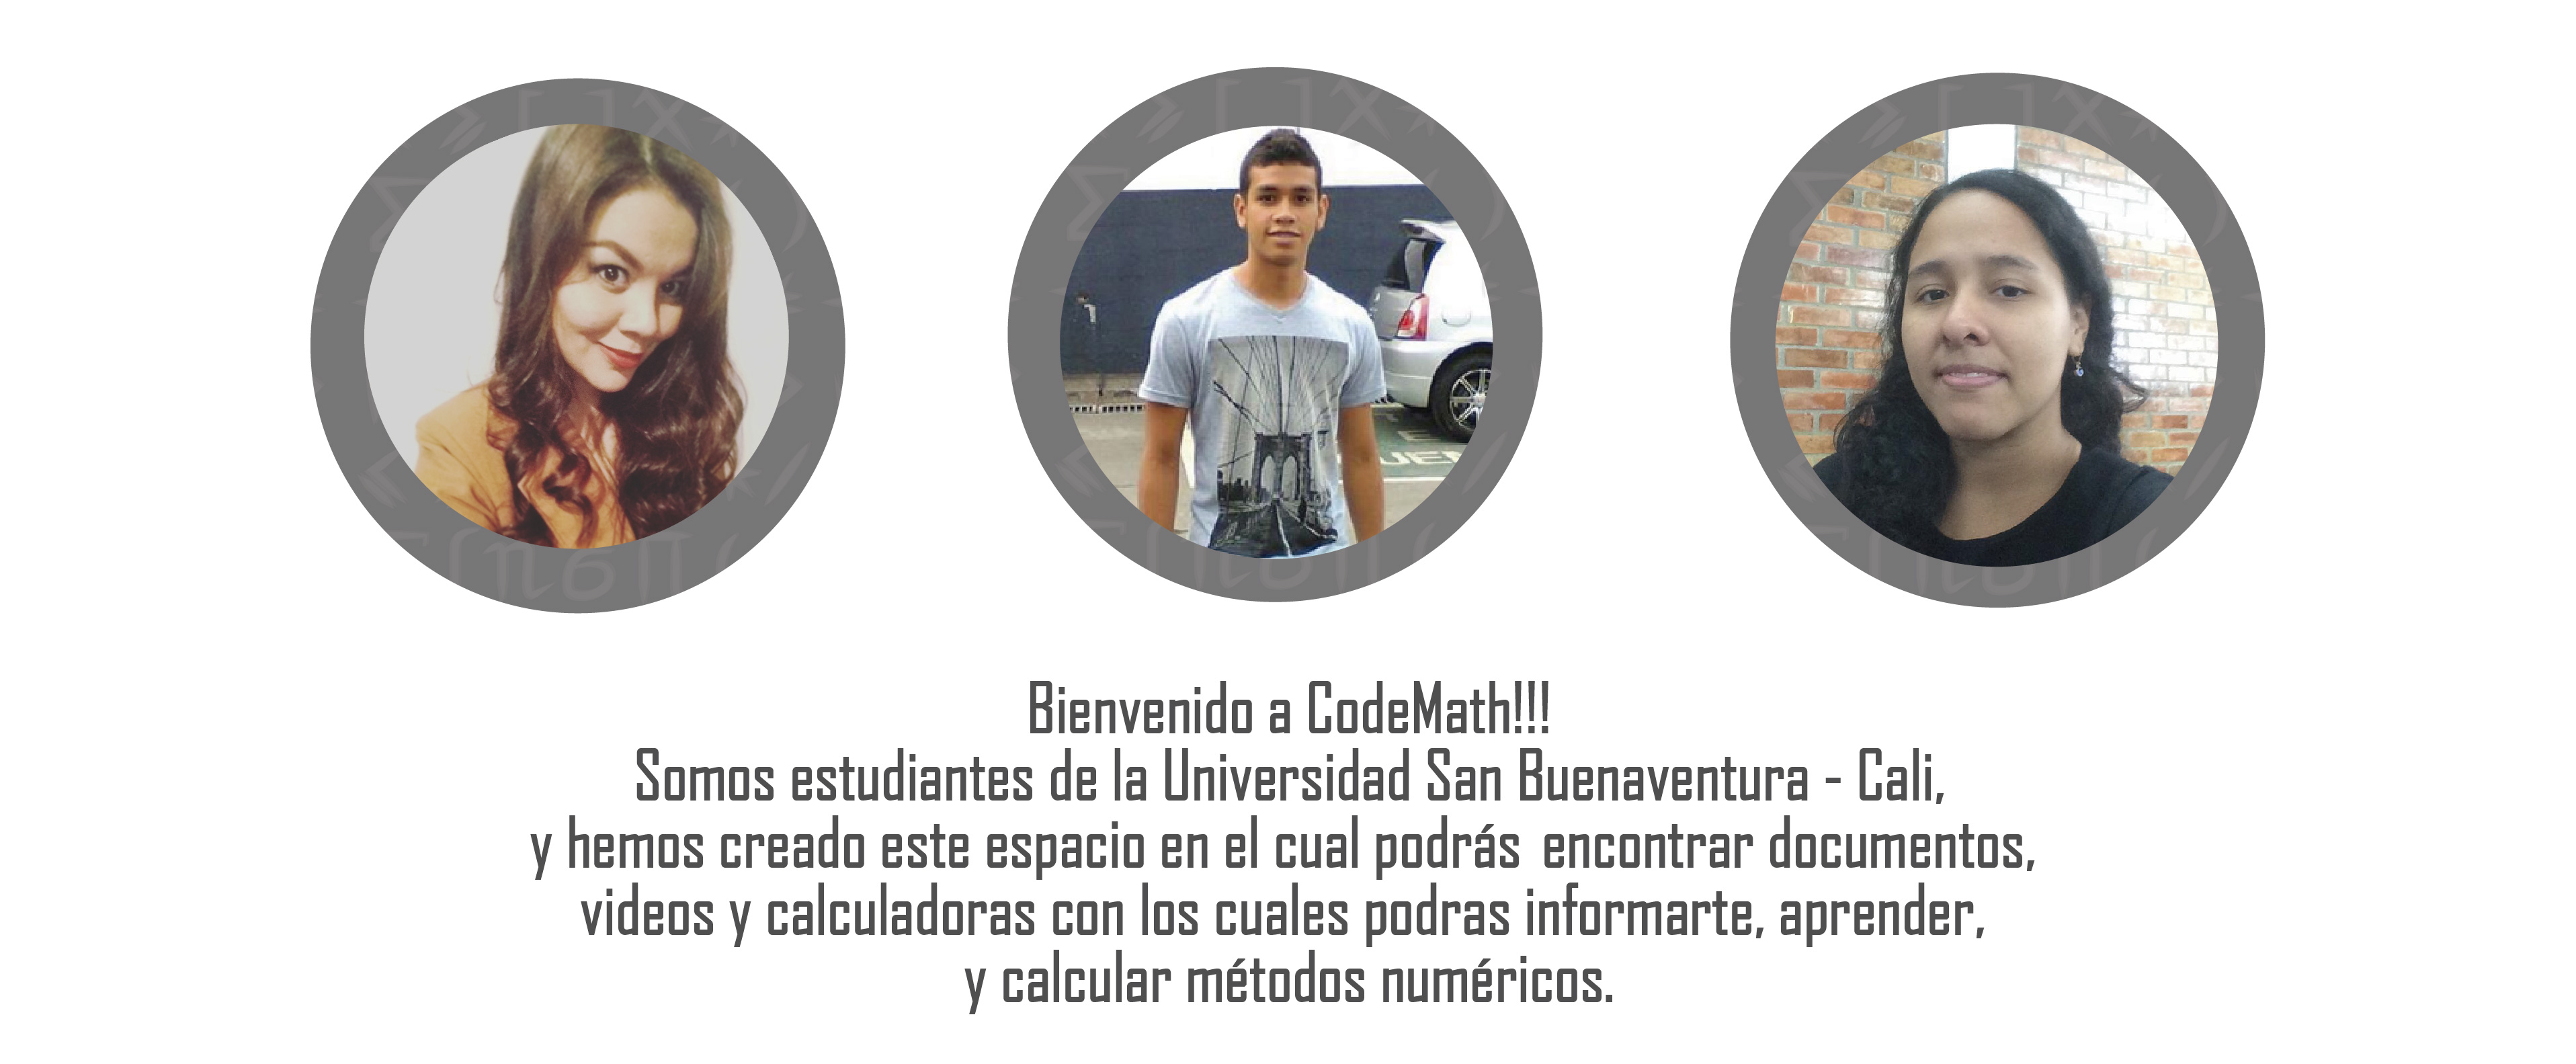 Bienvenido a CodeMath!!!
Somos estudiantes de la Universidad San Buenaventura - Cali,
y hemos creado este espacio en el cual podrás encontrar documentos,
videos y calculadoras con los cuales podras informarte, aprender,
y calcular métodos numéricos.